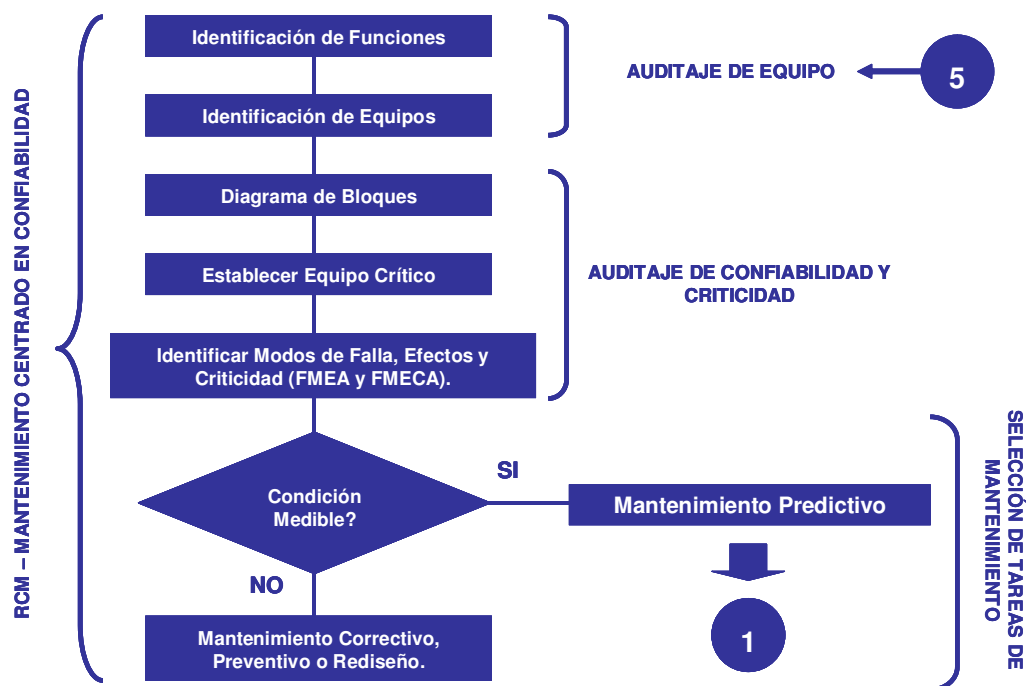 RCM – MANTENIMIENTO CENTRADO EN CONFIABILIDAD
Identificación de Funciones
Identificación de Equipos
AUDITAJE DE EQUIPO
5
Diagrama de Bloques
Establecer Equipo Crítico
Identificar Modos de Falla, Efectos y
Criticidad (FMEA y FMECA).
AUDITAJE DE CONFIABILIDAD Y
CRITICIDAD
Condición
Medible?
SI
Mantenimiento Predictivo
1
NO
Mantenimiento Correctivo,
Preventivo o Rediseño.
SELECCIÓN DE TAREAS DE
MANTENIMIENTO